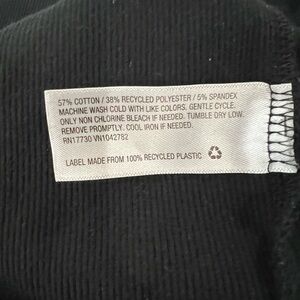 57% COTTON / 38% RECYCLED POLYESTER / 5% SPANDEX
MACHINE WASH COLD WITH LIKE COLORS, GENTLE CYCLE.
ONLY NON CHLORINE BLEACH IF NEEDED. TUMBLE DRY LOW.
REMOVE PROMPTLY. COOL IRON IF NEEDED.
RN17730 VN1042782
LABEL MADE FROM 100% RECYCLED PLASTIC